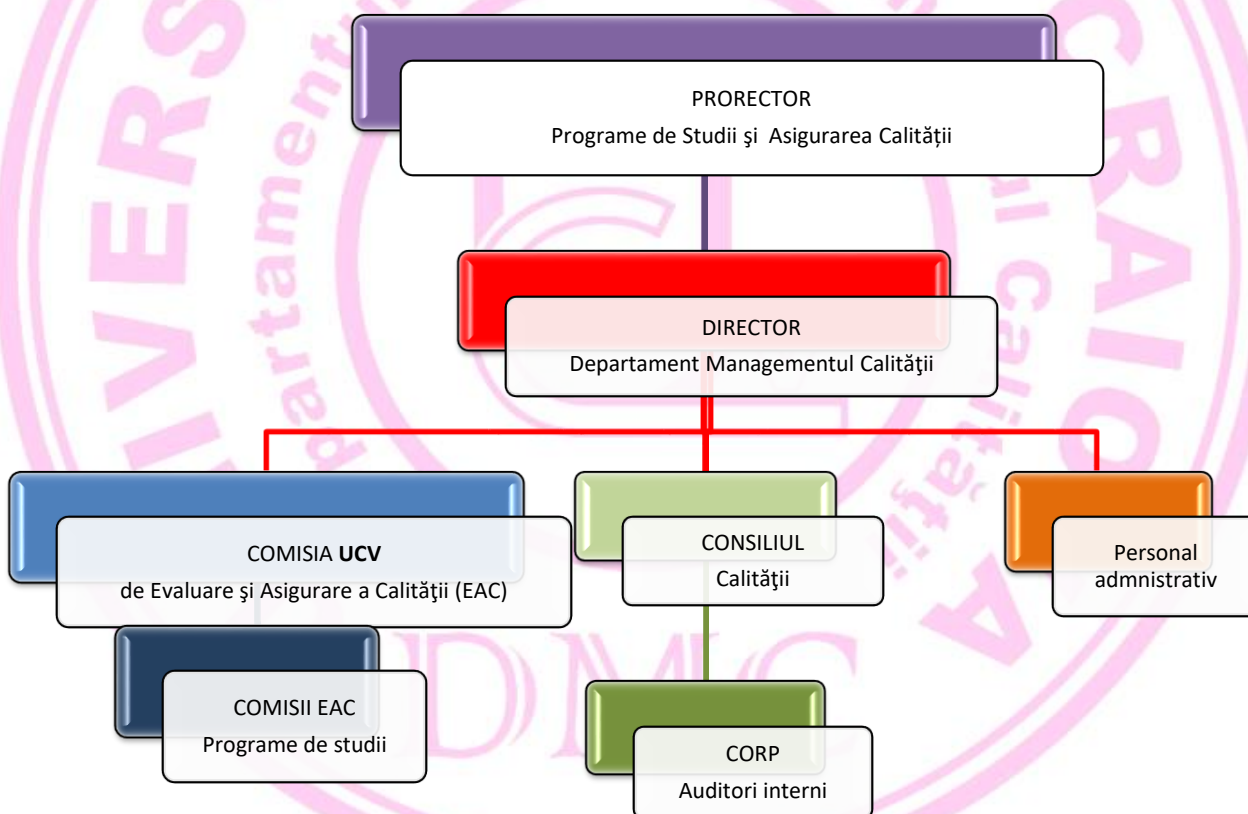 PRORECTOR
Programe de Studii şi Asigurarea Calității
DIRECTOR
Departament Managementul Calităţii
COMISIA UCV
de Evaluare şi Asigurare a Calităţii (EAC)
CONSILIUL
Calităţii
Personal
admnistrativ
COMISII EAC
Programe de studii
CORP
Auditori interni
DMC